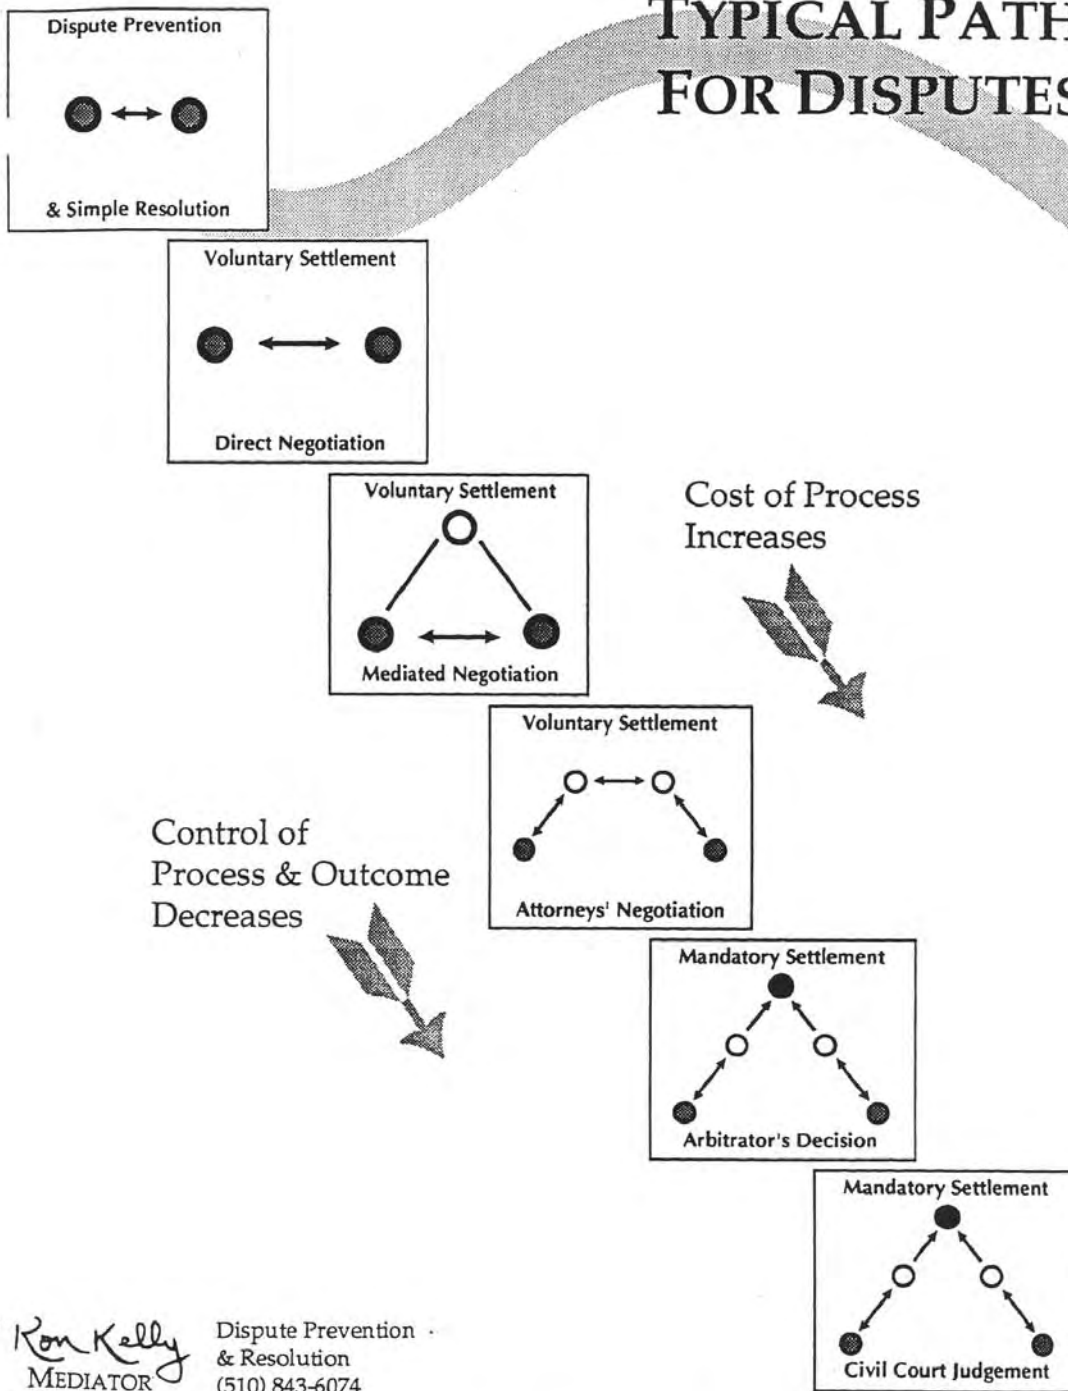 TYPICAL PATH
FOR DISPUTES
Dispute Prevention
& Simple Resolution
Voluntary Settlement
Direct Negotiation
Voluntary Settlement
Mediated Negotiation
Cost of Process
Increases
Voluntary Settlement
Attorneys' Negotiation
Control of
Process & Outcome
Decreases
Mandatory Settlement
Arbitrator's Decision
Mandatory Settlement
Civil Court Judgement
Ron Kelly
MEDIATOR
Dispute Prevention
& Resolution
(510) 843-6074